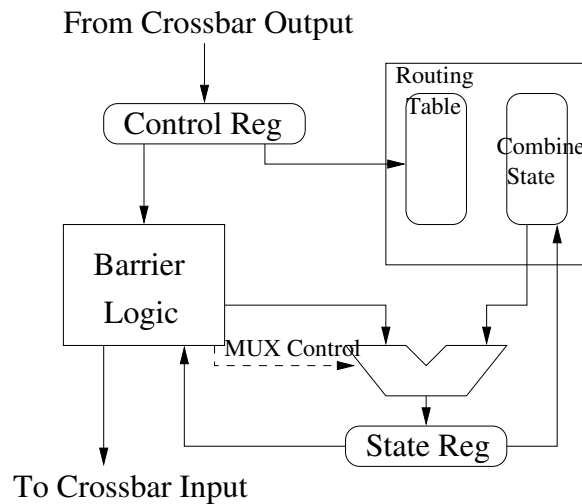 From Crossbar Output
Routing
Table
Control Reg
Combine
State
Barrier
Logic
MUX Control
State Reg
To Crossbar Input